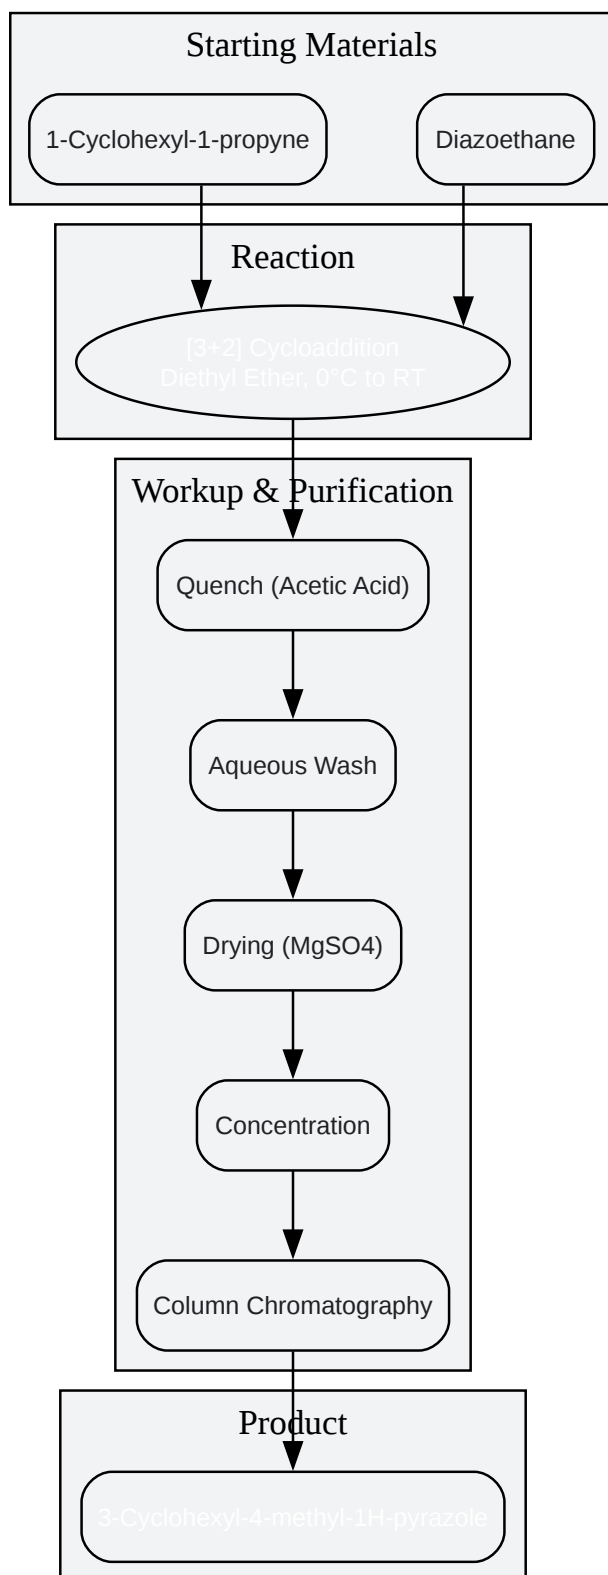 Starting Materials
1-Cyclohexyl-1-propyne
Diazoethane
Reaction
[3+2] Cycloaddition
Diethyl Ether, 0°C to RT
Workup & Purification
Quench (Acetic Acid)
Aqueous Wash
Drying (MgSO4)
Concentration
Column Chromatography
Product
3-Cyclohexyl-4-methyl-1H-pyrazole